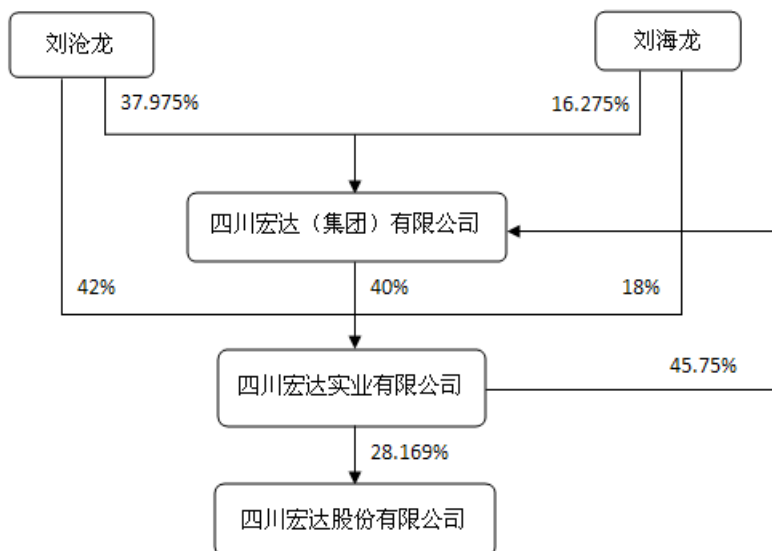 刘沧龙
刘海龙
37.975%
16.275%
四川宏达（集团）有限公司
42%
40%
18%
四川宏达实业有限公司
45.75%
28.169%
四川宏达股份有限公司